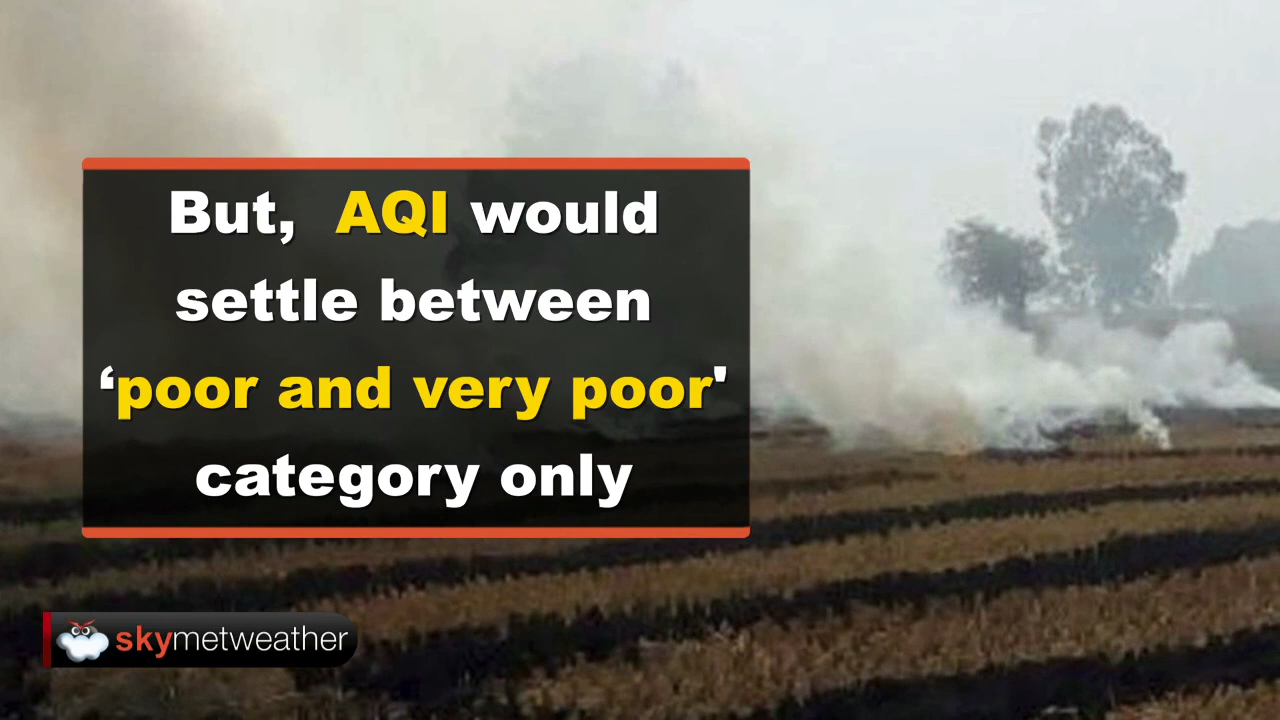 But,  AQI would
settle between
‘poor and very poor'
category only
skymetweather